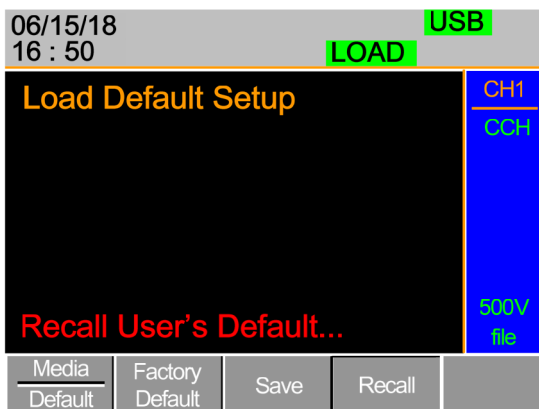 06/15/18
USB
16 : 50
LOAD
Load Default Setup
CH1
CCH
Recall User's Default...
500V
file
Media
Default
Factory
Default
Save
Recall